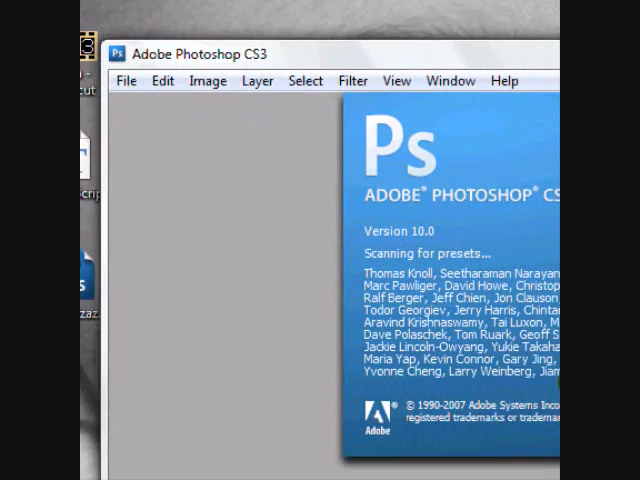 Adobe Photoshop CS3
File Edit Image Layer Select Filter View Window Help
Ps
ADOBE® PHOTOSHOP® CS
Version 10.0
Scanning for presets...
Thomas Knoll, Seetharaman Narayan
Marc Pawliger, David Howe, Christop
Ralf Berger, Jeff Chien, Jon Clauson,
Todor Georgiev, Jerry Harris, Chintan
Aravind Krishnaswamy, Tai Luxon, M
Dave Polaschek, Tom Ruark, Geoff S
Jackie Lincoln-Owyang, Yukie Takaha
Maria Yap, Kevin Connor, Gary Jing,
Yvonne Cheng, Larry Weinberg, Jian
Adobe
© 1990-2007 Adobe Systems Inco
registered trademarks or trademar